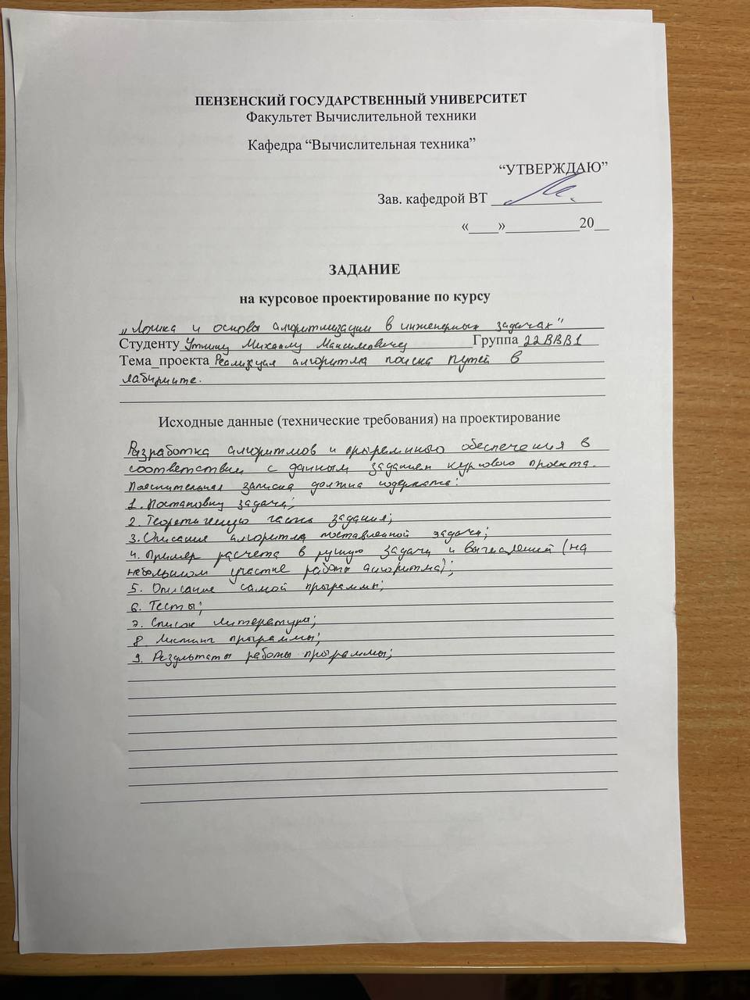 ПЕНЗЕНСКИЙ ГОСУДАРСТВЕННЫЙ УНИВЕРСИТЕТ
Факультет Вычислительной техники
Кафедра “Вычислительная техника”
“УТВЕРЖДАЮ”
Зав. кафедрой ВТ ________________
«____»__________20__
ЗАДАНИЕ
на курсовое проектирование по курсу
„Логика и основы алгоритмизации в инженерных задачах"
Студенту Утину Михаилу Максимовичу Группа 22ВВВ1
Тема_проекта Реализация алгоритма поиска путей в
лабиринте.
Исходные данные (технические требования) на проектирование
Разработка алгоритмов и программного обеспечения в
соответствии с данным заданием курсового проекта.
Пояснительная записка должна содержать:
1. Постановку задачи;
2. Теоретическую часть задания;
3. Описание алгоритма поставленной задачи;
4. Пример расчета в ручную задачи и вычислений (на
небольшом участке работы алгоритма);
5. Описание самой программы;
6. Тесты;
7. Список литературы;
8. Листинг программы;
9. Результаты работы программы;